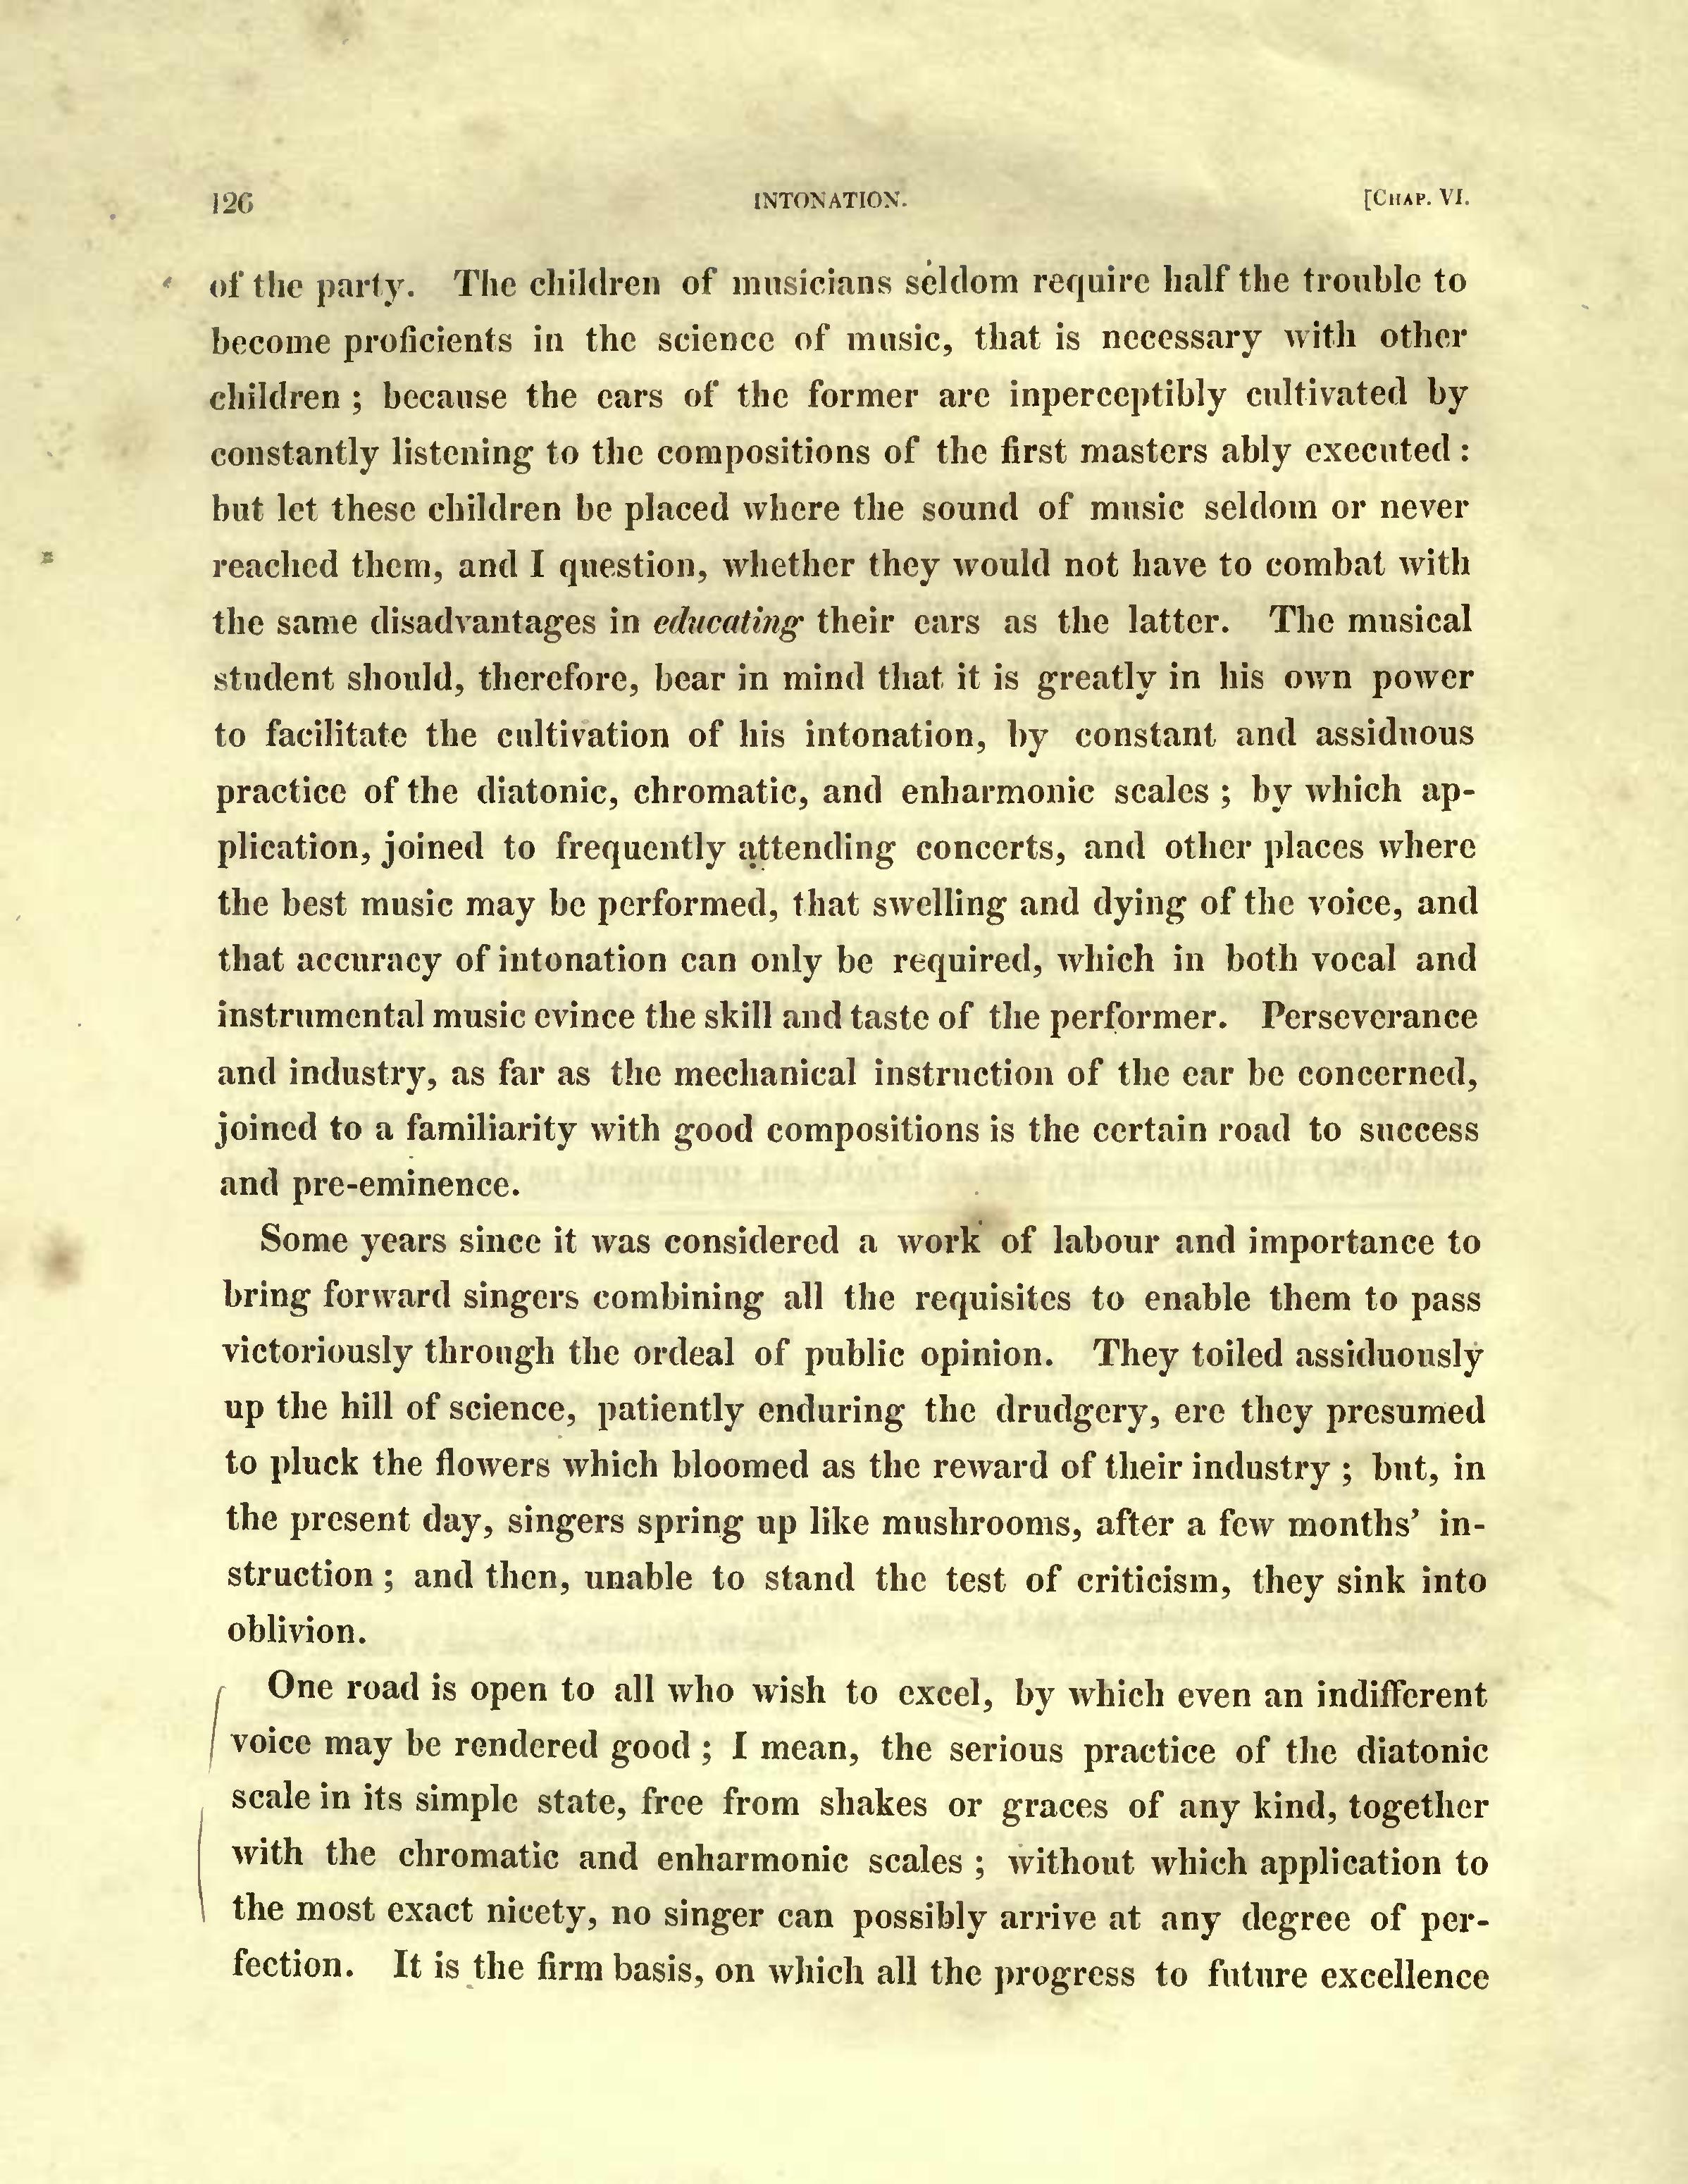 126 INTONATION. [CHAP. VI.
of the party. The children of musicians seldom require half the trouble to
become proficients in the science of music, that is necessary with other
children ; because the ears of the former are inperceptibly cultivated by
constantly listening to the compositions of the first masters ably executed :
but let these children be placed where the sound of music seldom or never
reached them, and I question, whether they would not have to combat with
the same disadvantages in educating their ears as the latter. The musical
student should, therefore, bear in mind that it is greatly in his own power
to facilitate the cultivation of his intonation, by constant and assiduous
practice of the diatonic, chromatic, and enharmonic scales ; by which ap-
plication, joined to frequently attending concerts, and other places where
the best music may be performed, that swelling and dying of the voice, and
that accuracy of intonation can only be required, which in both vocal and
instrumental music evince the skill and taste of the performer. Perseverance
and industry, as far as the mechanical instruction of the ear be concerned,
joined to a familiarity with good compositions is the certain road to success
and pre-eminence.
Some years since it was considered a work of labour and importance to
bring forward singers combining all the requisites to enable them to pass
victoriously through the ordeal of public opinion. They toiled assiduously
up the hill of science, patiently enduring the drudgery, ere they presumed
to pluck the flowers which bloomed as the reward of their industry ; but, in
the present day, singers spring up like mushrooms, after a few months' in-
struction ; and then, unable to stand the test of criticism, they sink into
oblivion.
One road is open to all who wish to excel, by which even an indifferent
voice may be rendered good ; I mean, the serious practice of the diatonic
scale in its simple state, free from shakes or graces of any kind, together
with the chromatic and enharmonic scales ; without which application to
the most exact nicety, no singer can possibly arrive at any degree of per-
fection. It is the firm basis, on which all the progress to future excellence